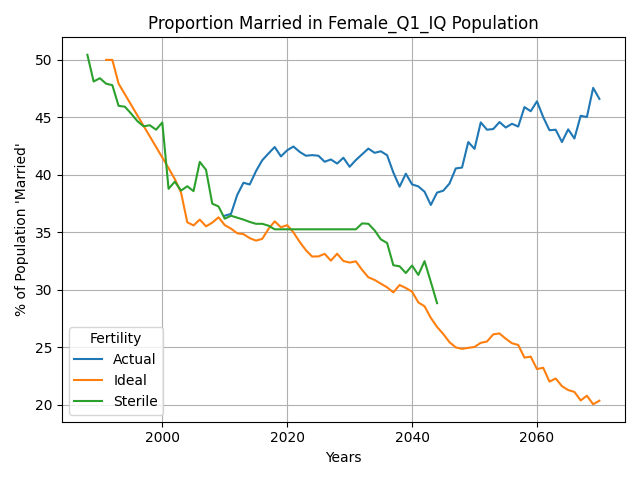 Proportion Married in Female_Q1_IQ Population
% of Population 'Married'
50
45
40
35
30
25
20
Fertility
Actual
Ideal
Sterile
2000
2020
2040
2060
Years